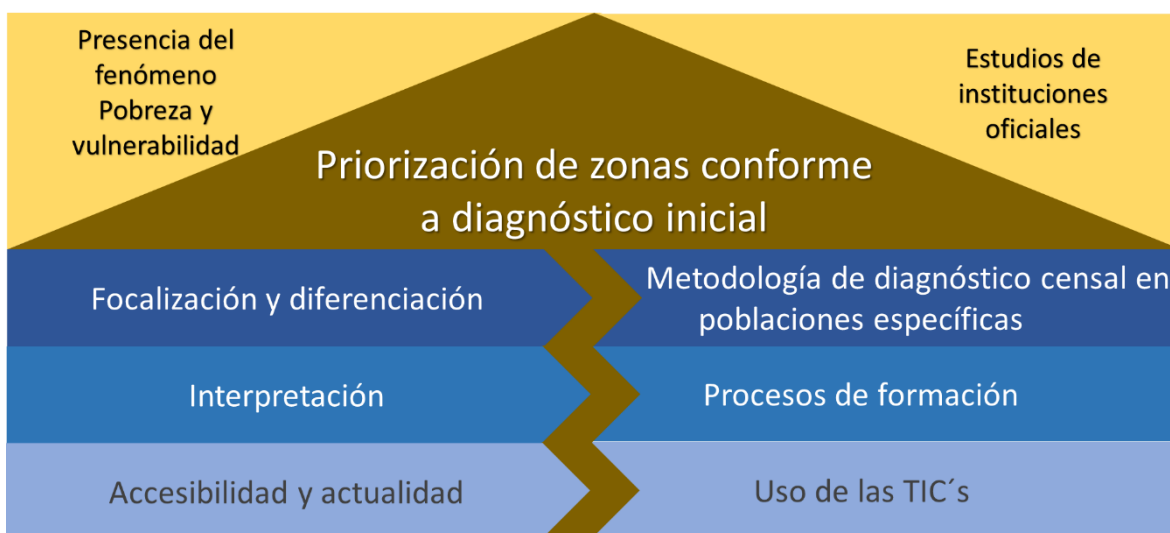 Presencia del
fenómeno
Pobreza y
vulnerabilidad
Estudios de
instituciones
oficiales
Priorización de zonas conforme
a diagnóstico inicial
Focalización y diferenciación
Metodología de diagnóstico censal en
poblaciones específicas
Interpretación
Procesos de formación
Accesibilidad y actualidad
Uso de las TIC´s